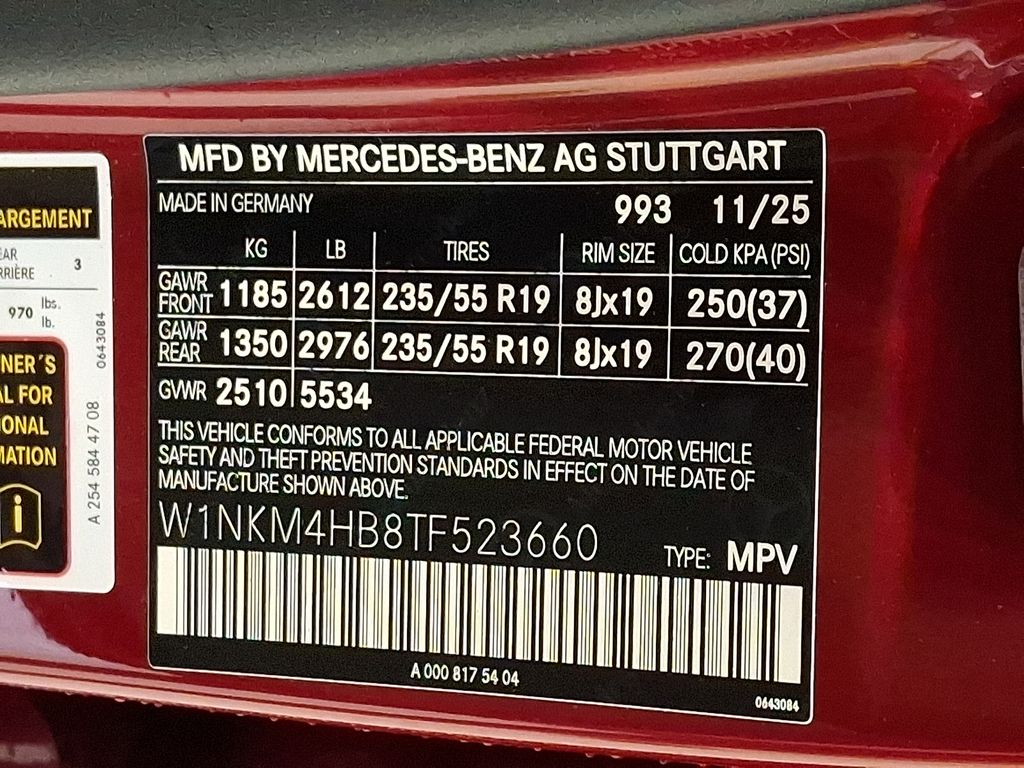 MFD BY MERCEDES-BENZ AG STUTTGART
MADE IN GERMANY 993 11/25
KG LB TIRES RIM SIZE COLD KPA (PSI)
GAWR FRONT 1185 2612 235/55 R19 8Jx19 250(37)
GAWR REAR 1350 2976 235/55 R19 8Jx19 270(40)
GVWR 2510 5534
THIS VEHICLE CONFORMS TO ALL APPLICABLE FEDERAL MOTOR VEHICLE
SAFETY AND THEFT PREVENTION STANDARDS IN EFFECT ON THE DATE OF
MANUFACTURE SHOWN ABOVE.
W1NKM4HB8TF523660 TYPE: MPV
A 000 817 54 04
0643084
ARGEMENT
EAR
RRIÈRE 3
970 lbs.
lb.
NER´S
AL FOR
IONAL
MATION
i
0643084
A 254 584 47 08